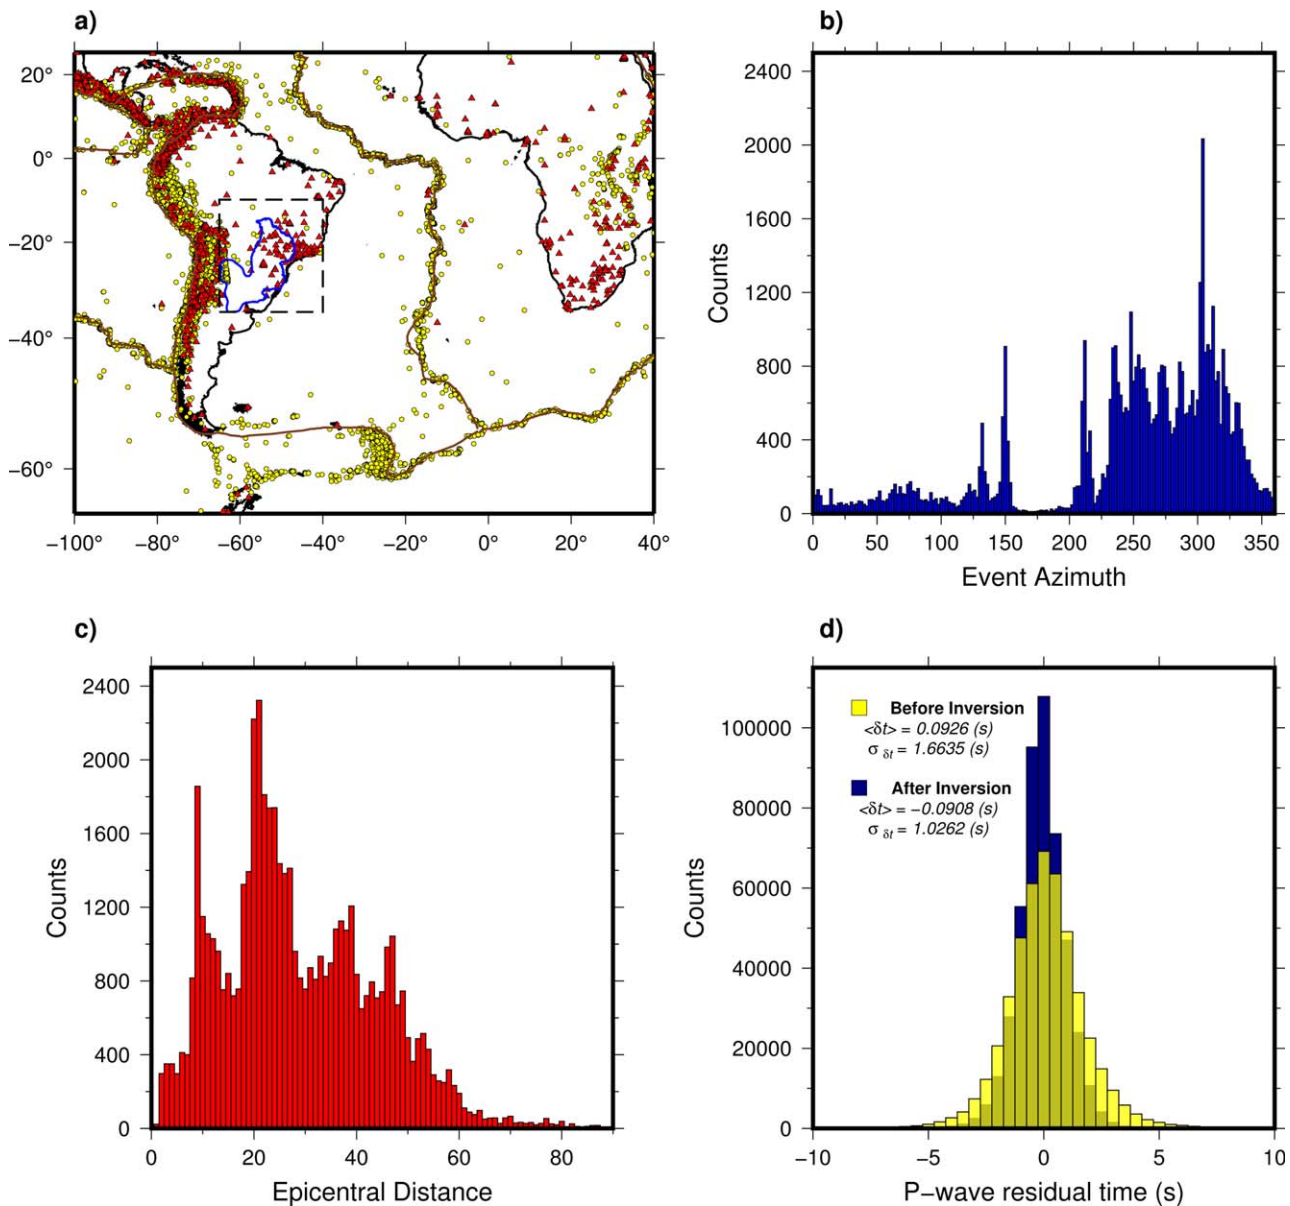 a)
20°
0°
−20°
−40°
−60°
−100° −80° −60° −40° −20° 0° 20° 40°
b)
Counts
2400
2000
1600
1200
800
400
0
0 50 100 150 200 250 300 350
Event Azimuth
c)
Counts
2400
2000
1600
1200
800
400
0
0 20 40 60 80
Epicentral Distance
d)
Counts
100000
80000
60000
40000
20000
0
Before Inversion
<δt> = 0.0926 (s)
σ δt = 1.6635 (s)
After Inversion
<δt> = −0.0908 (s)
σ δt = 1.0262 (s)
−10 −5 0 5 10
P−wave residual time (s)